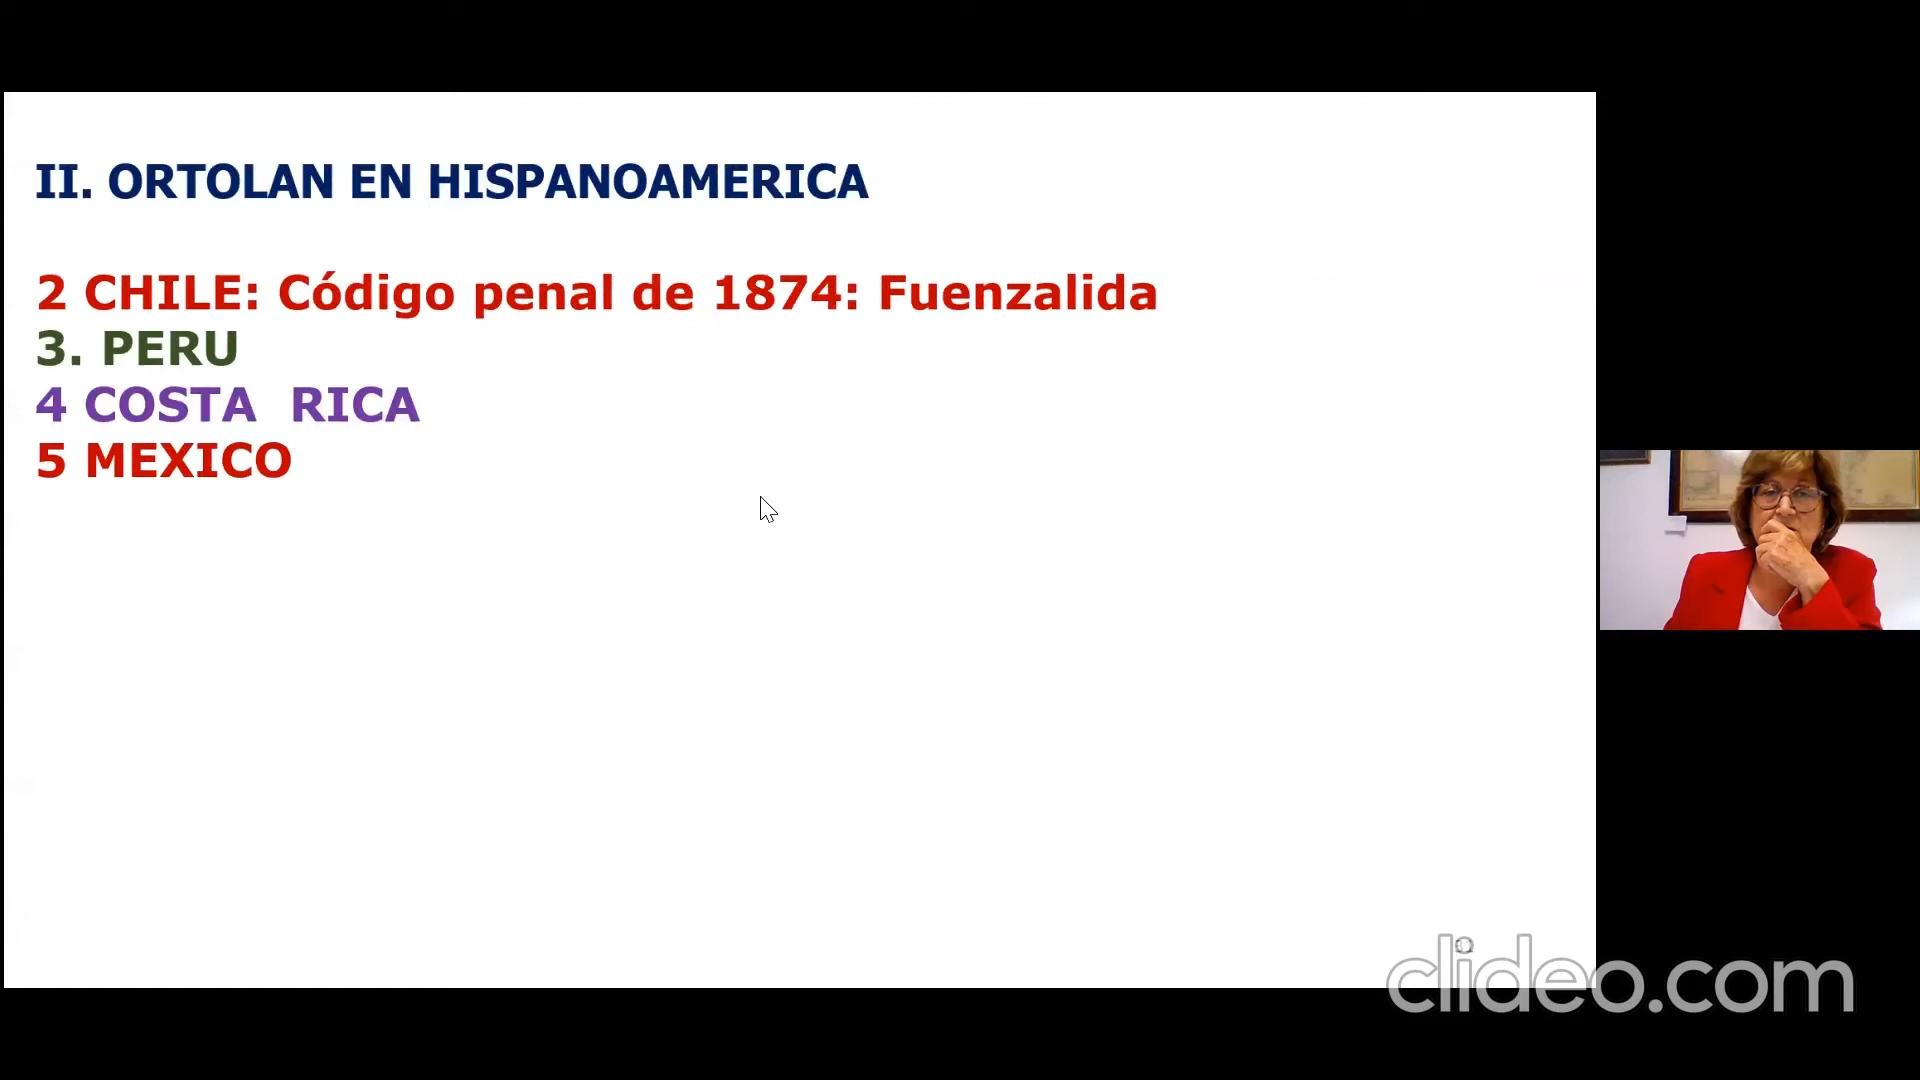 II. ORTOLAN EN HISPANOAMERICA
2 CHILE: Código penal de 1874: Fuenzalida
3. PERU
4 COSTA  RICA
5 MEXICO
clideo.com